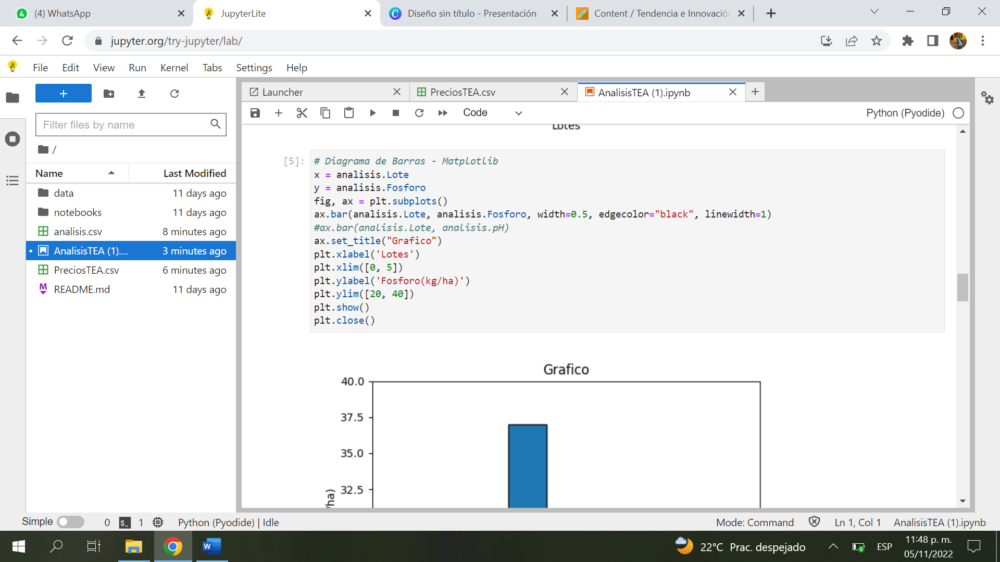 (4) WhatsApp
JupyterLite
Diseño sin título - Presentación
Content / Tendencia e Innovación
jupyter.org/try-jupyter/lab/
File Edit View Run Kernel Tabs Settings Help
Launcher
PreciosTEA.csv
AnalisisTEA (1).ipynb
Code
Python (Pyodide)
Filter files by name
/
Name Last Modified
data 11 days ago
notebooks 11 days ago
analisis.csv 8 minutes ago
AnalisisTEA (1).... 3 minutes ago
PreciosTEA.csv 6 minutes ago
README.md 11 days ago
Lotes
[5]:
# Diagrama de Barras - Matplotlib
x = analisis.Lote
y = analisis.Fosforo
fig, ax = plt.subplots()
ax.bar(analisis.Lote, analisis.Fosforo, width=0.5, edgecolor="black", linewidth=1)
#ax.bar(analisis.Lote, analisis.pH)
ax.set_title("Grafico")
plt.xlabel('Lotes')
plt.xlim([0, 5])
plt.ylabel('Fosforo(kg/ha)')
plt.ylim([20, 40])
plt.show()
plt.close()
Grafico
40.0
37.5
35.0
32.5
/ha)
Simple 0 1 Python (Pyodide) | Idle
Mode: Command Ln 1, Col 1 AnalisisTEA (1).ipynb
22°C Prac. despejado
ESP
11:48 p. m.
05/11/2022